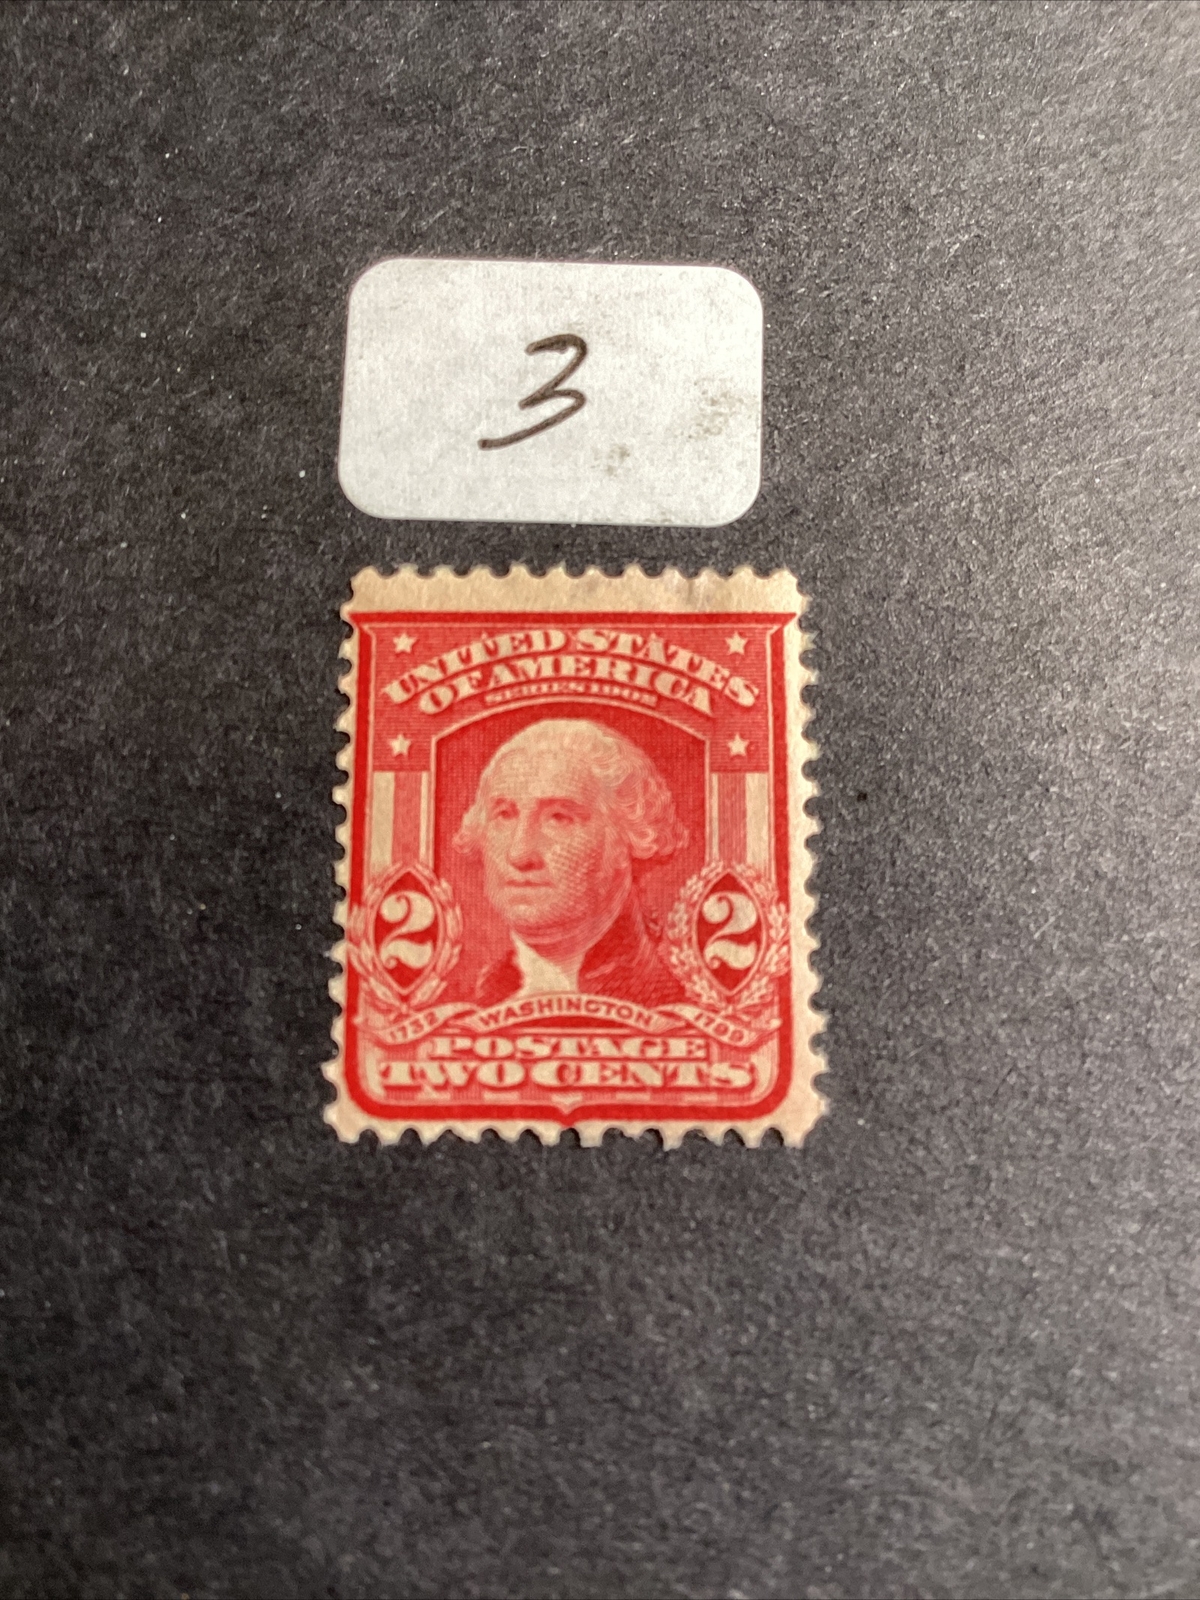 3
UNITED STATES
OF AMERICA
SERIES 1902
2 2
1732 WASHINGTON 1799
POSTAGE
TWO CENTS